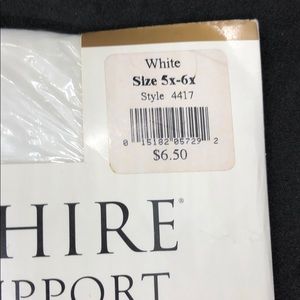 White
Size 5x-6x
Style 4417
0 15182 05729 2
$6.50
HIRE®
UPPORT